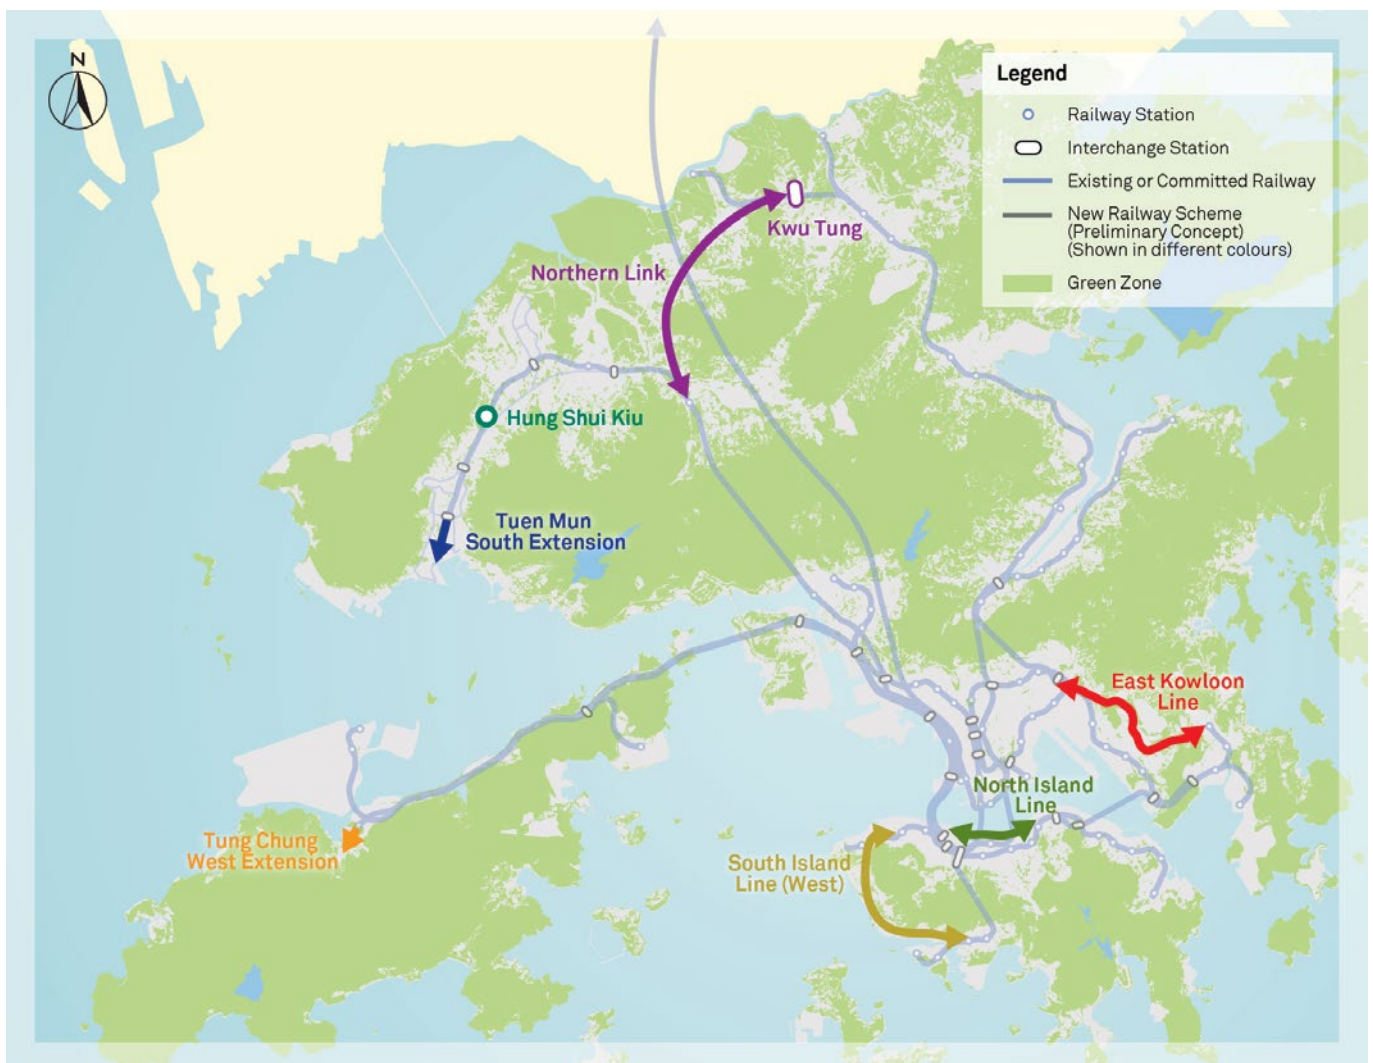 N
Legend
Railway Station
Interchange Station
Existing or Committed Railway
New Railway Scheme
(Preliminary Concept)
(Shown in different colours)
Green Zone
Kwu Tung
Northern Link
Hung Shui Kiu
Tuen Mun
South Extension
East Kowloon
Line
North Island
Line
Tung Chung
West Extension
South Island
Line (West)